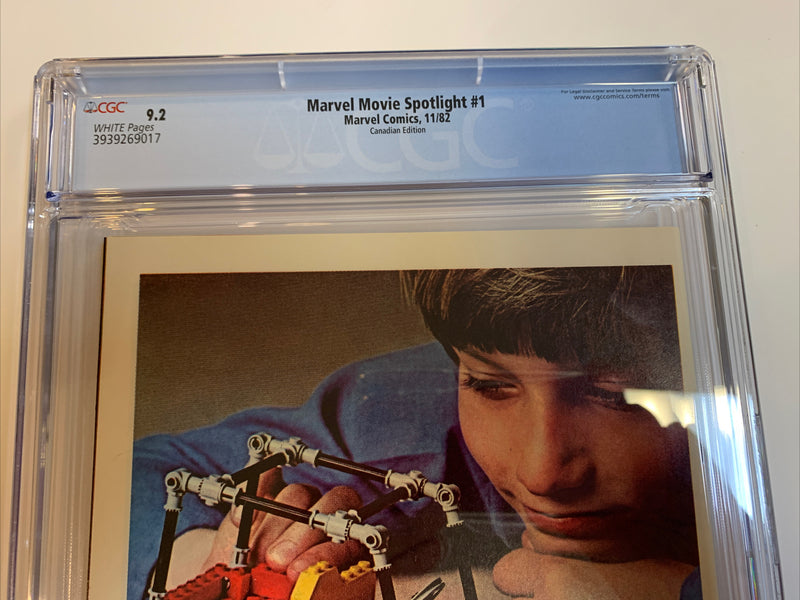 CGC
9.2
WHITE Pages
3939269017
Marvel Movie Spotlight #1
Marvel Comics, 11/82
Canadian Edition
For Legal Disclaimer and Service Terms please visit
www.cgccomics.com/terms
CGC